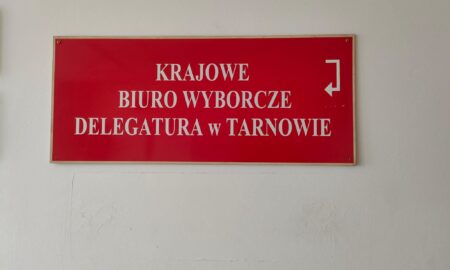 KRAJOWE
BIURO WYBORCZE
DELEGATURA w TARNOWIE